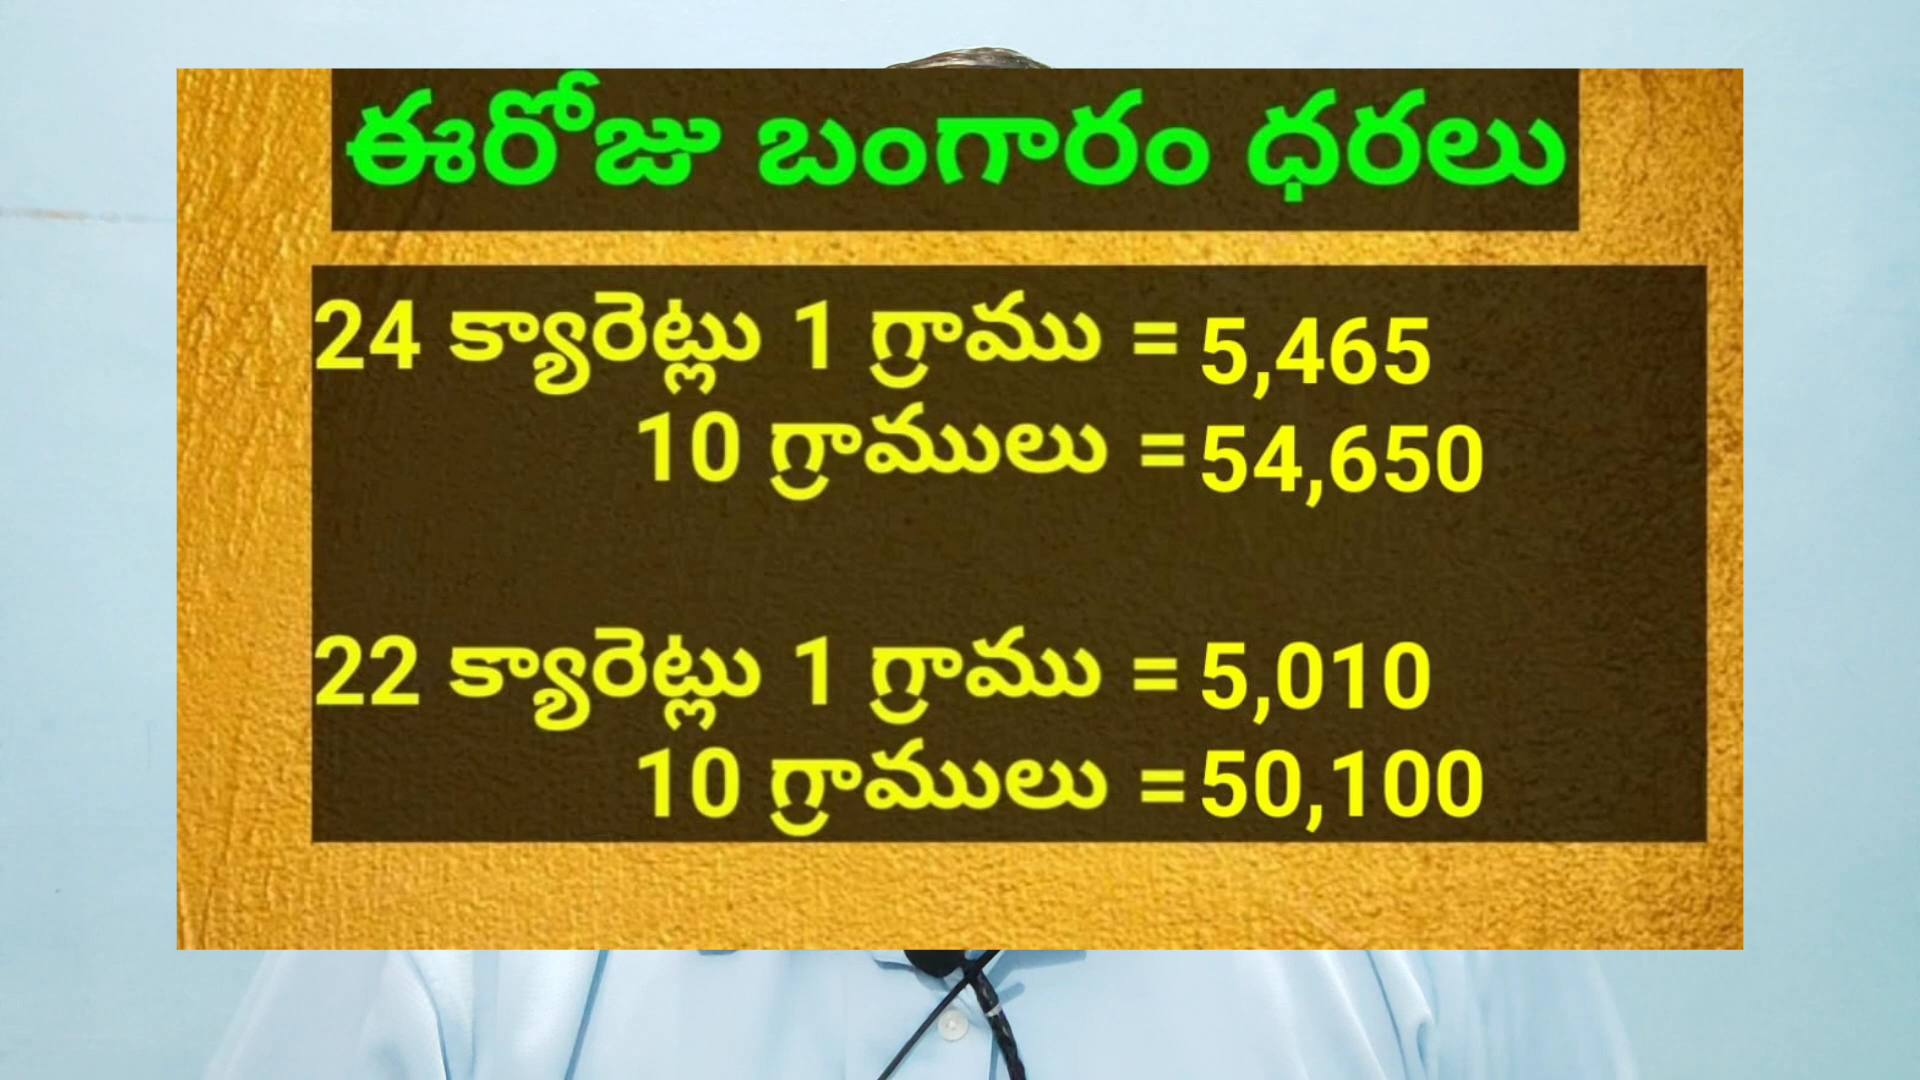 ఈరోజు బంగారం ధరలు
24 క్యారెట్లు 1 గ్రాము = 5,465
10 గ్రాములు = 54,650
22 క్యారెట్లు 1 గ్రాము = 5,010
10 గ్రాములు = 50,100